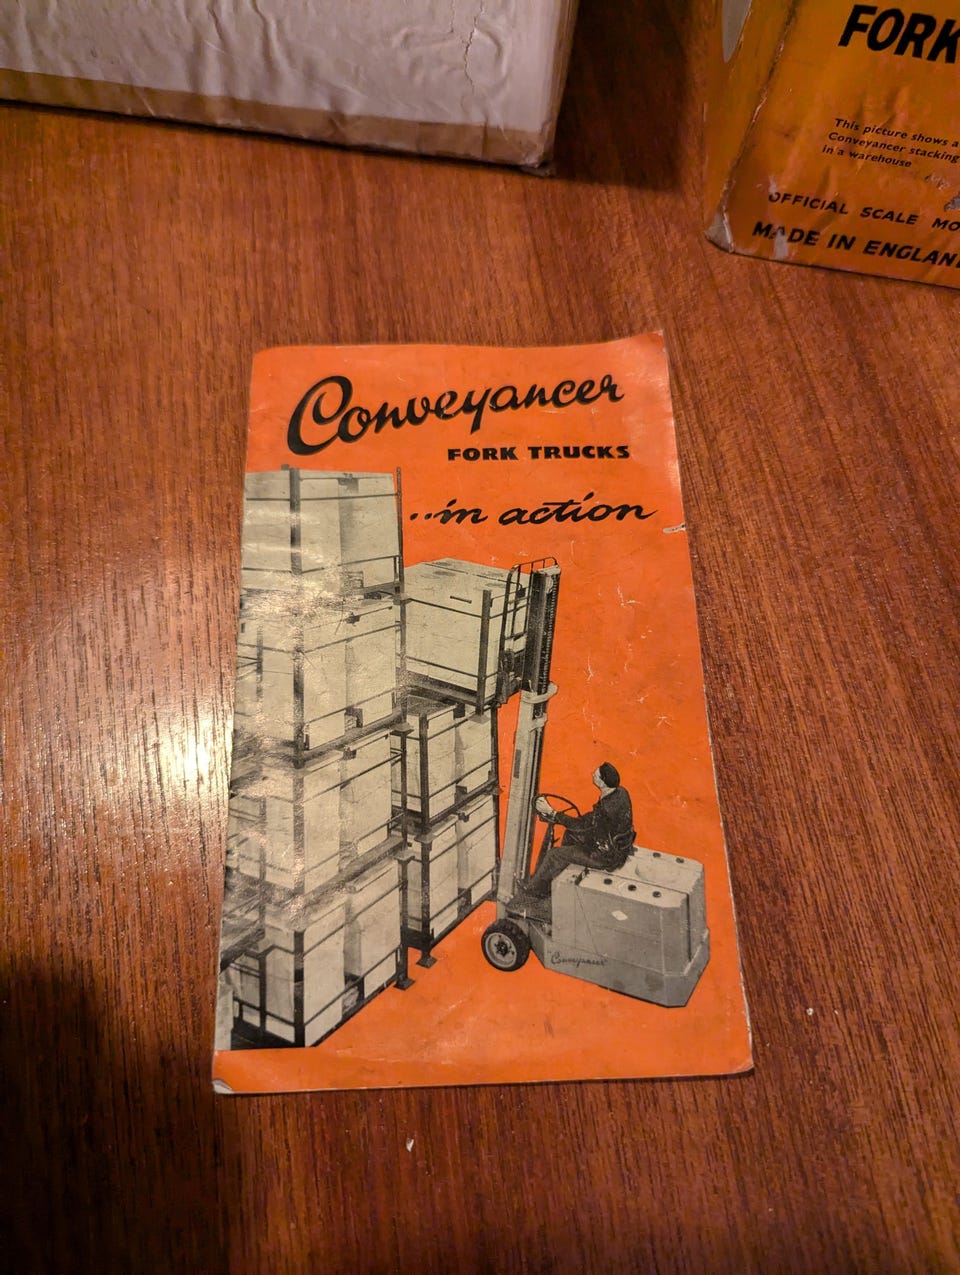 FORK
This picture shows a
Conveyancer stacking
in a warehouse
OFFICIAL SCALE MO
MADE IN ENGLAN
Conveyancer
FORK TRUCKS
..in action
"Conveyancer"